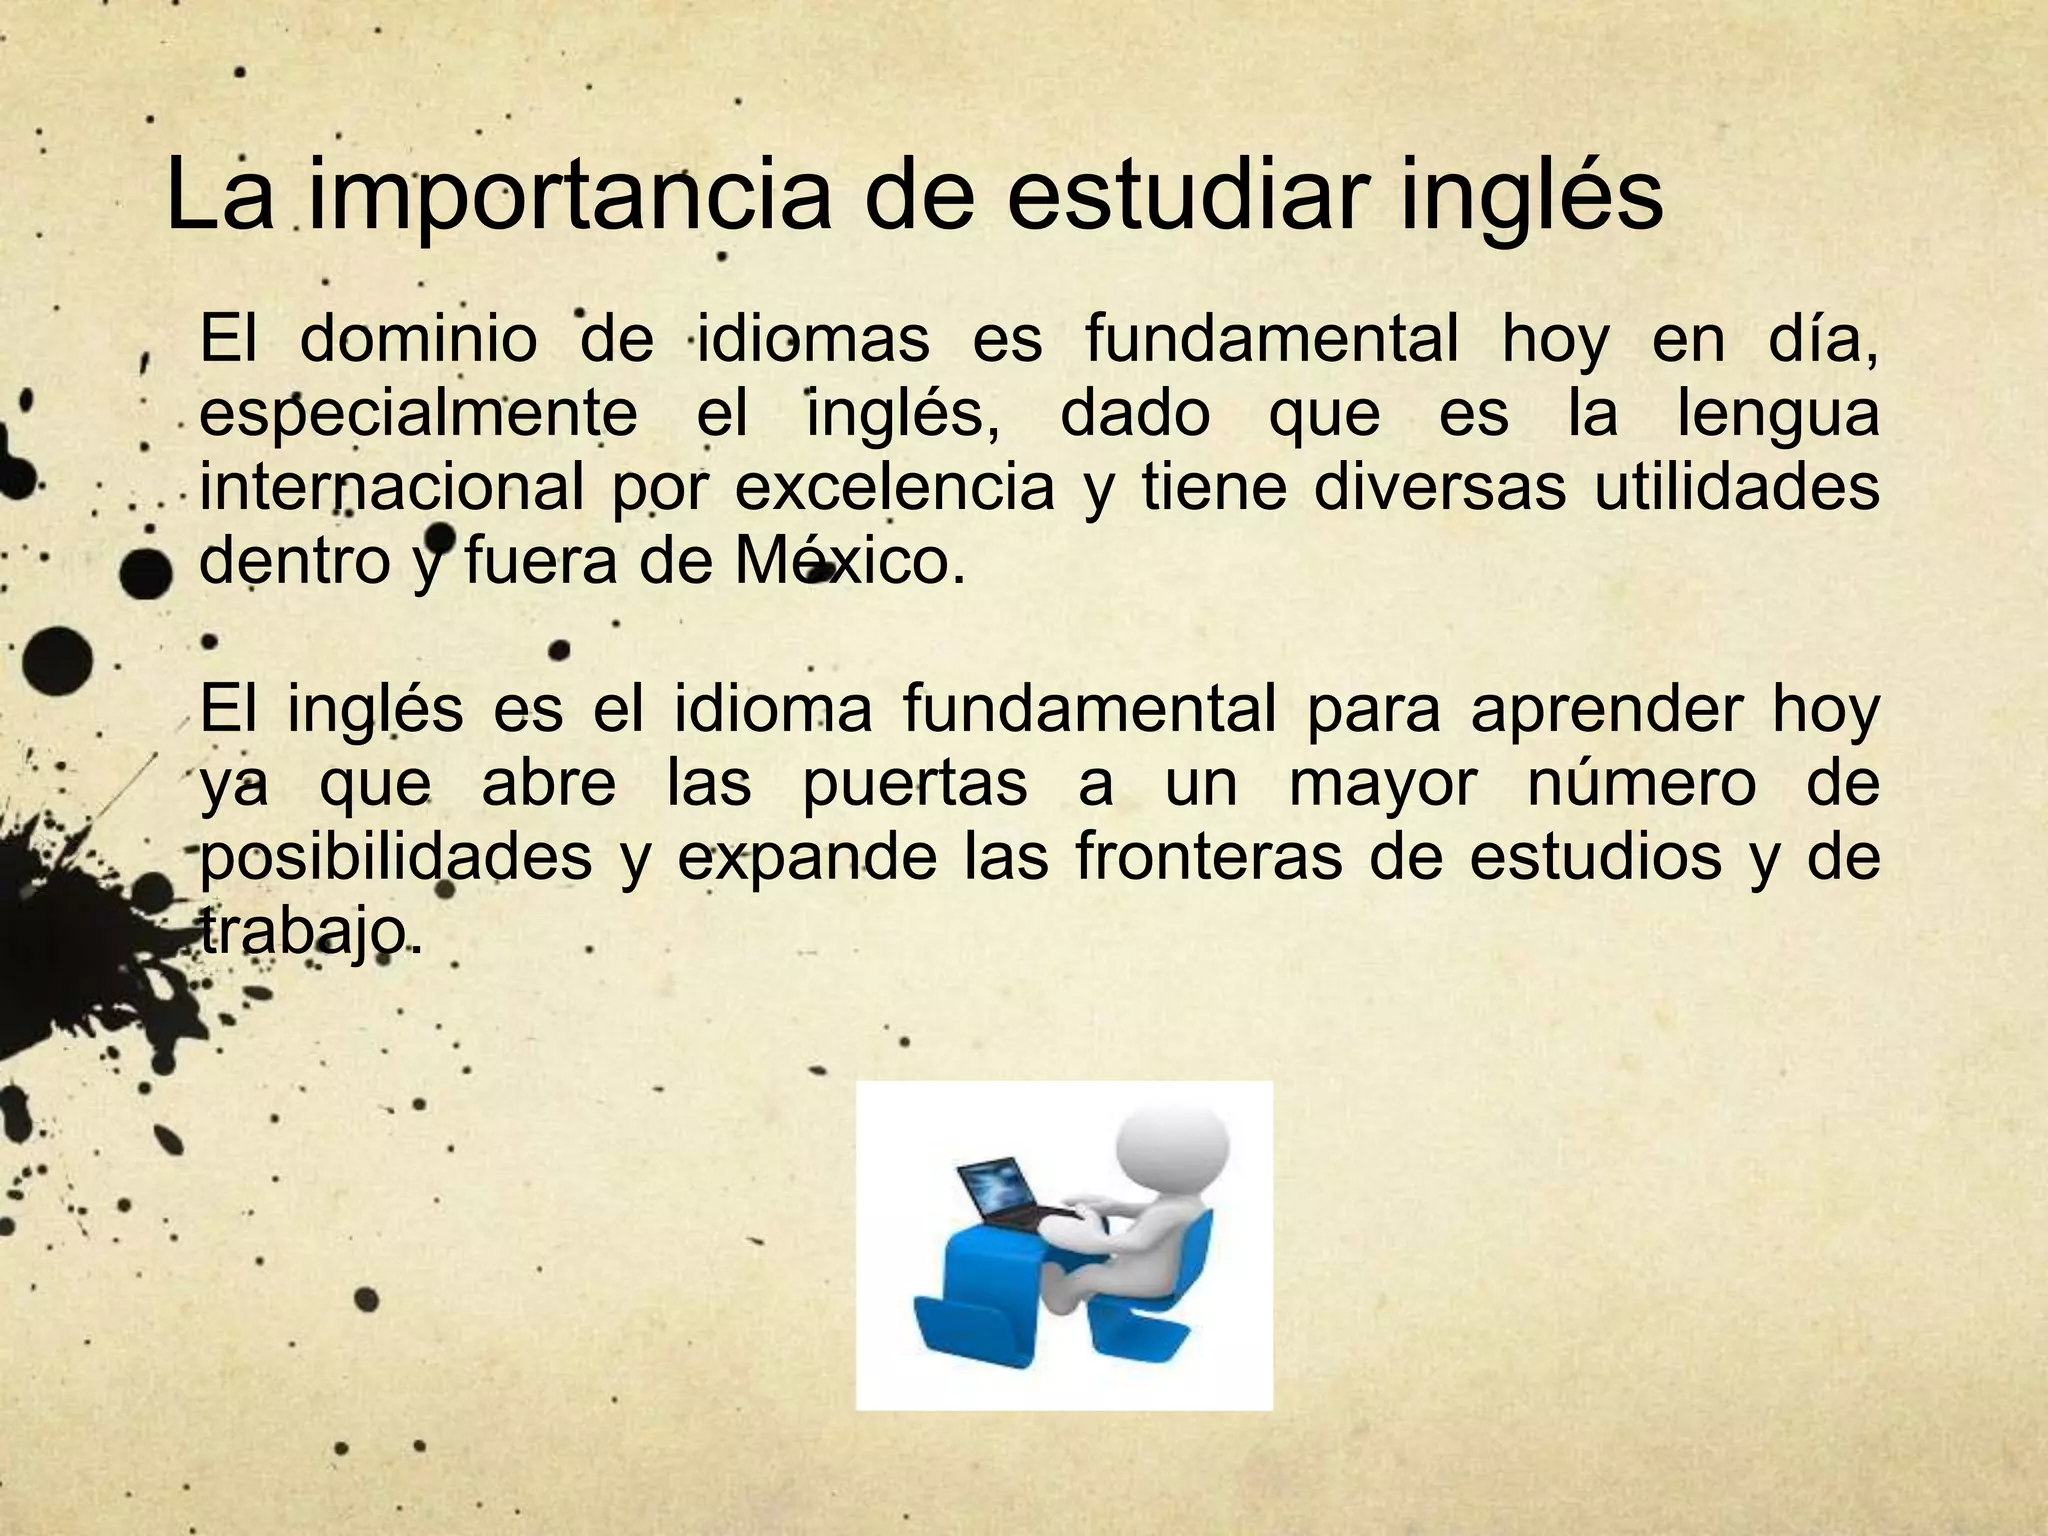 La importancia de estudiar inglés
El dominio de idiomas es fundamental hoy en día,
especialmente el inglés, dado que es la lengua
internacional por excelencia y tiene diversas utilidades
dentro y fuera de México.
El inglés es el idioma fundamental para aprender hoy
ya que abre las puertas a un mayor número de
posibilidades y expande las fronteras de estudios y de
trabajo.